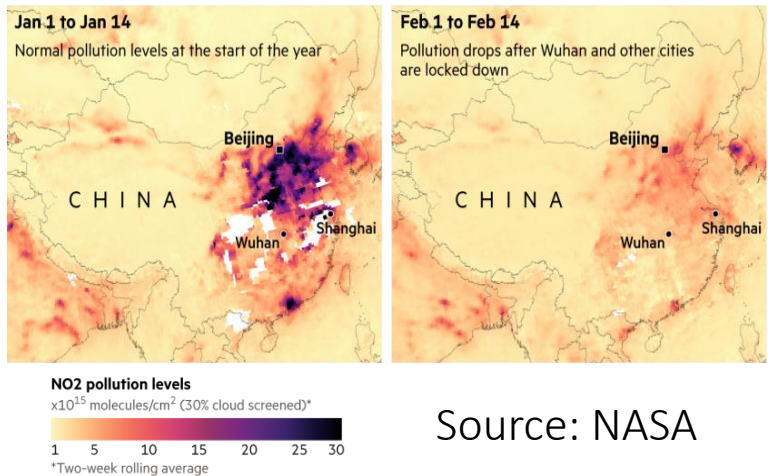 Jan 1 to Jan 14
Normal pollution levels at the start of the year
Beijing
CHINA
Shanghai
Wuhan
Feb 1 to Feb 14
Pollution drops after Wuhan and other cities
are locked down
Beijing
CHINA
Shanghai
Wuhan
NO2 pollution levels
x10¹⁵ molecules/cm² (30% cloud screened)*
1 5 10 15 20 25 30
*Two-week rolling average
Source: NASA